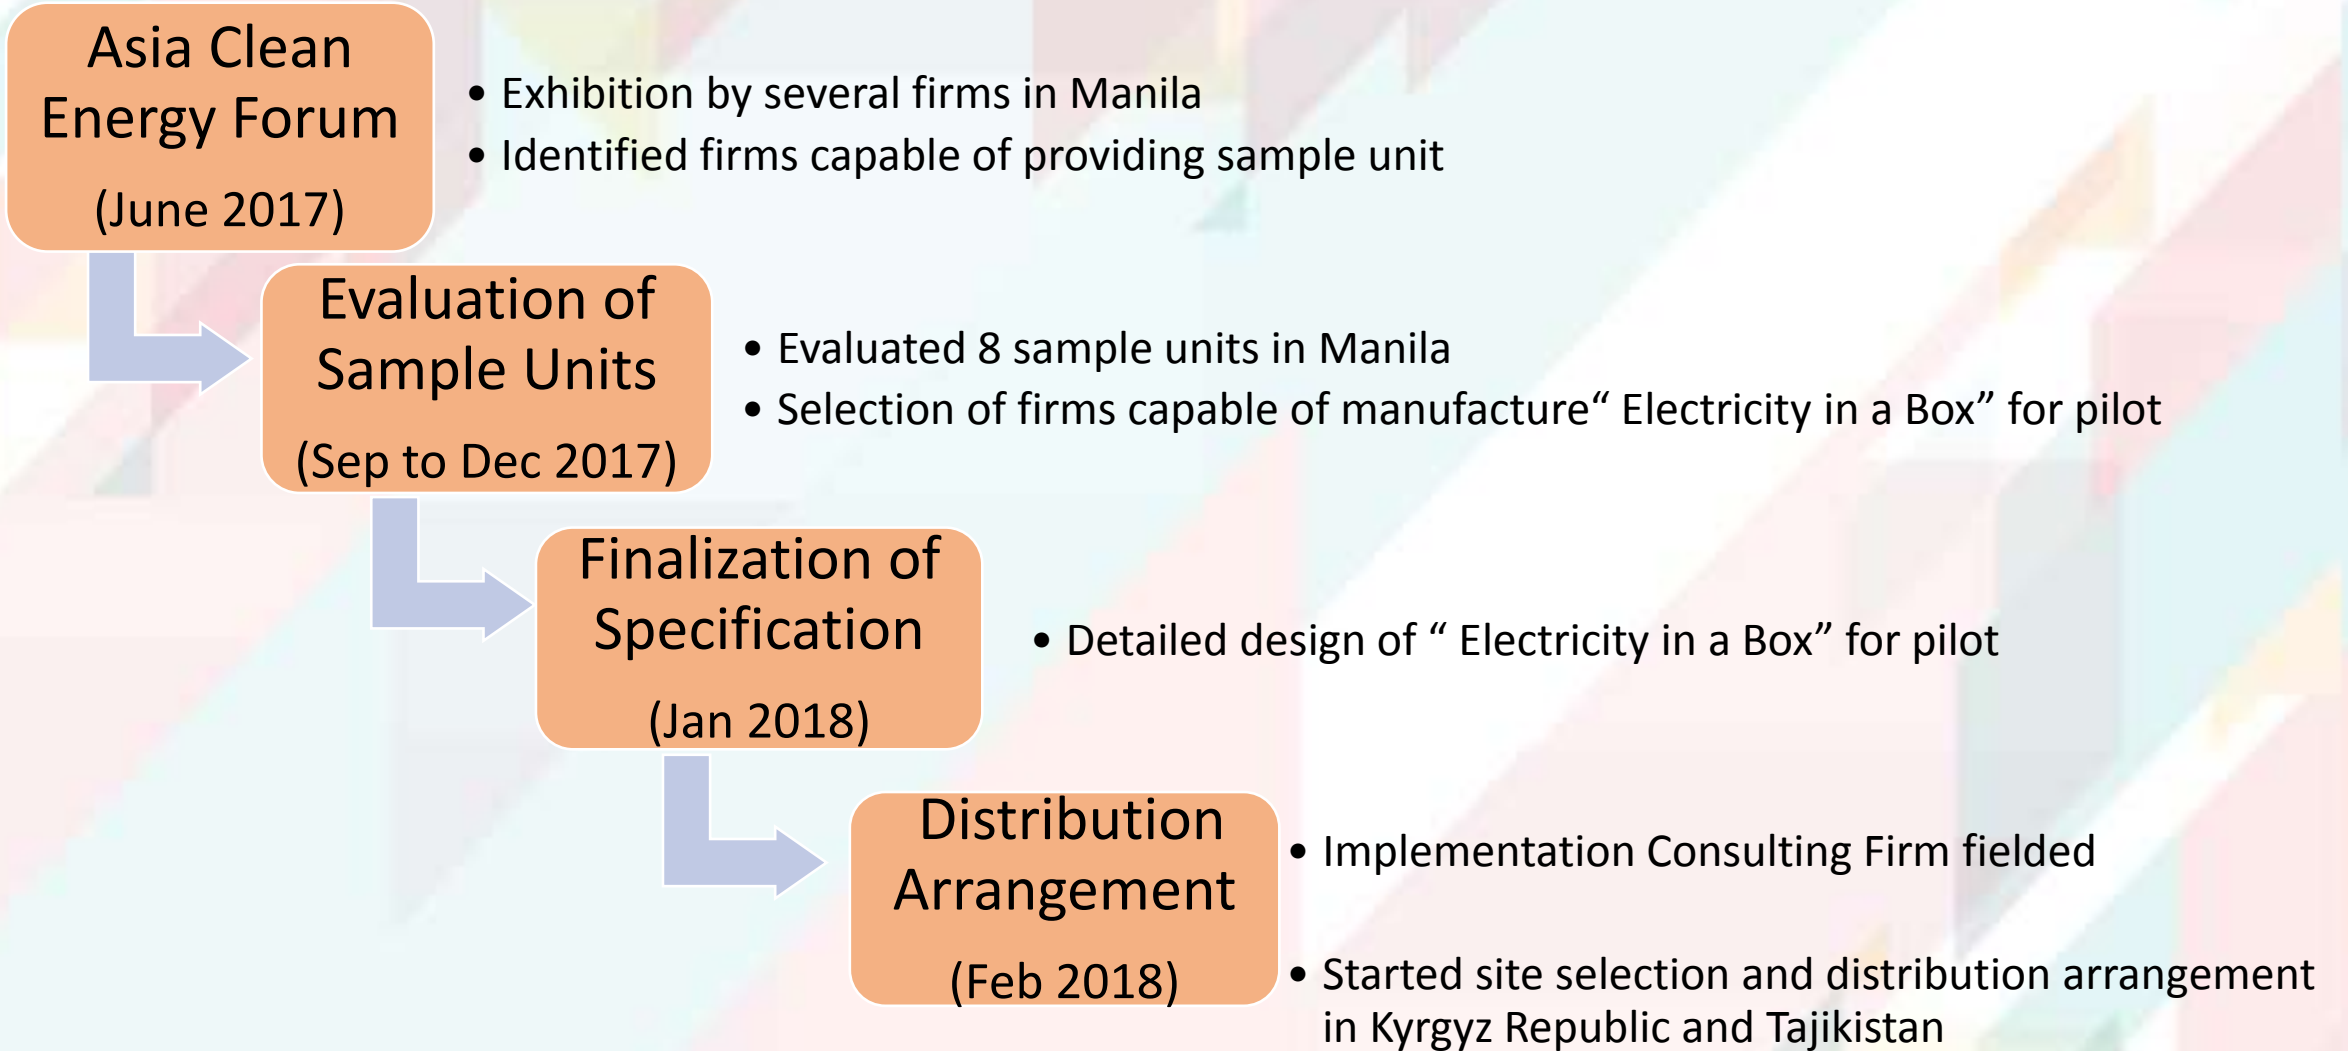 Asia Clean
Energy Forum
(June 2017)
• Exhibition by several firms in Manila
• Identified firms capable of providing sample unit
Evaluation of
Sample Units
(Sep to Dec 2017)
• Evaluated 8 sample units in Manila
• Selection of firms capable of manufacture“ Electricity in a Box” for pilot
Finalization of
Specification
(Jan 2018)
• Detailed design of “ Electricity in a Box” for pilot
Distribution
Arrangement
(Feb 2018)
• Implementation Consulting Firm fielded
• Started site selection and distribution arrangement
in Kyrgyz Republic and Tajikistan